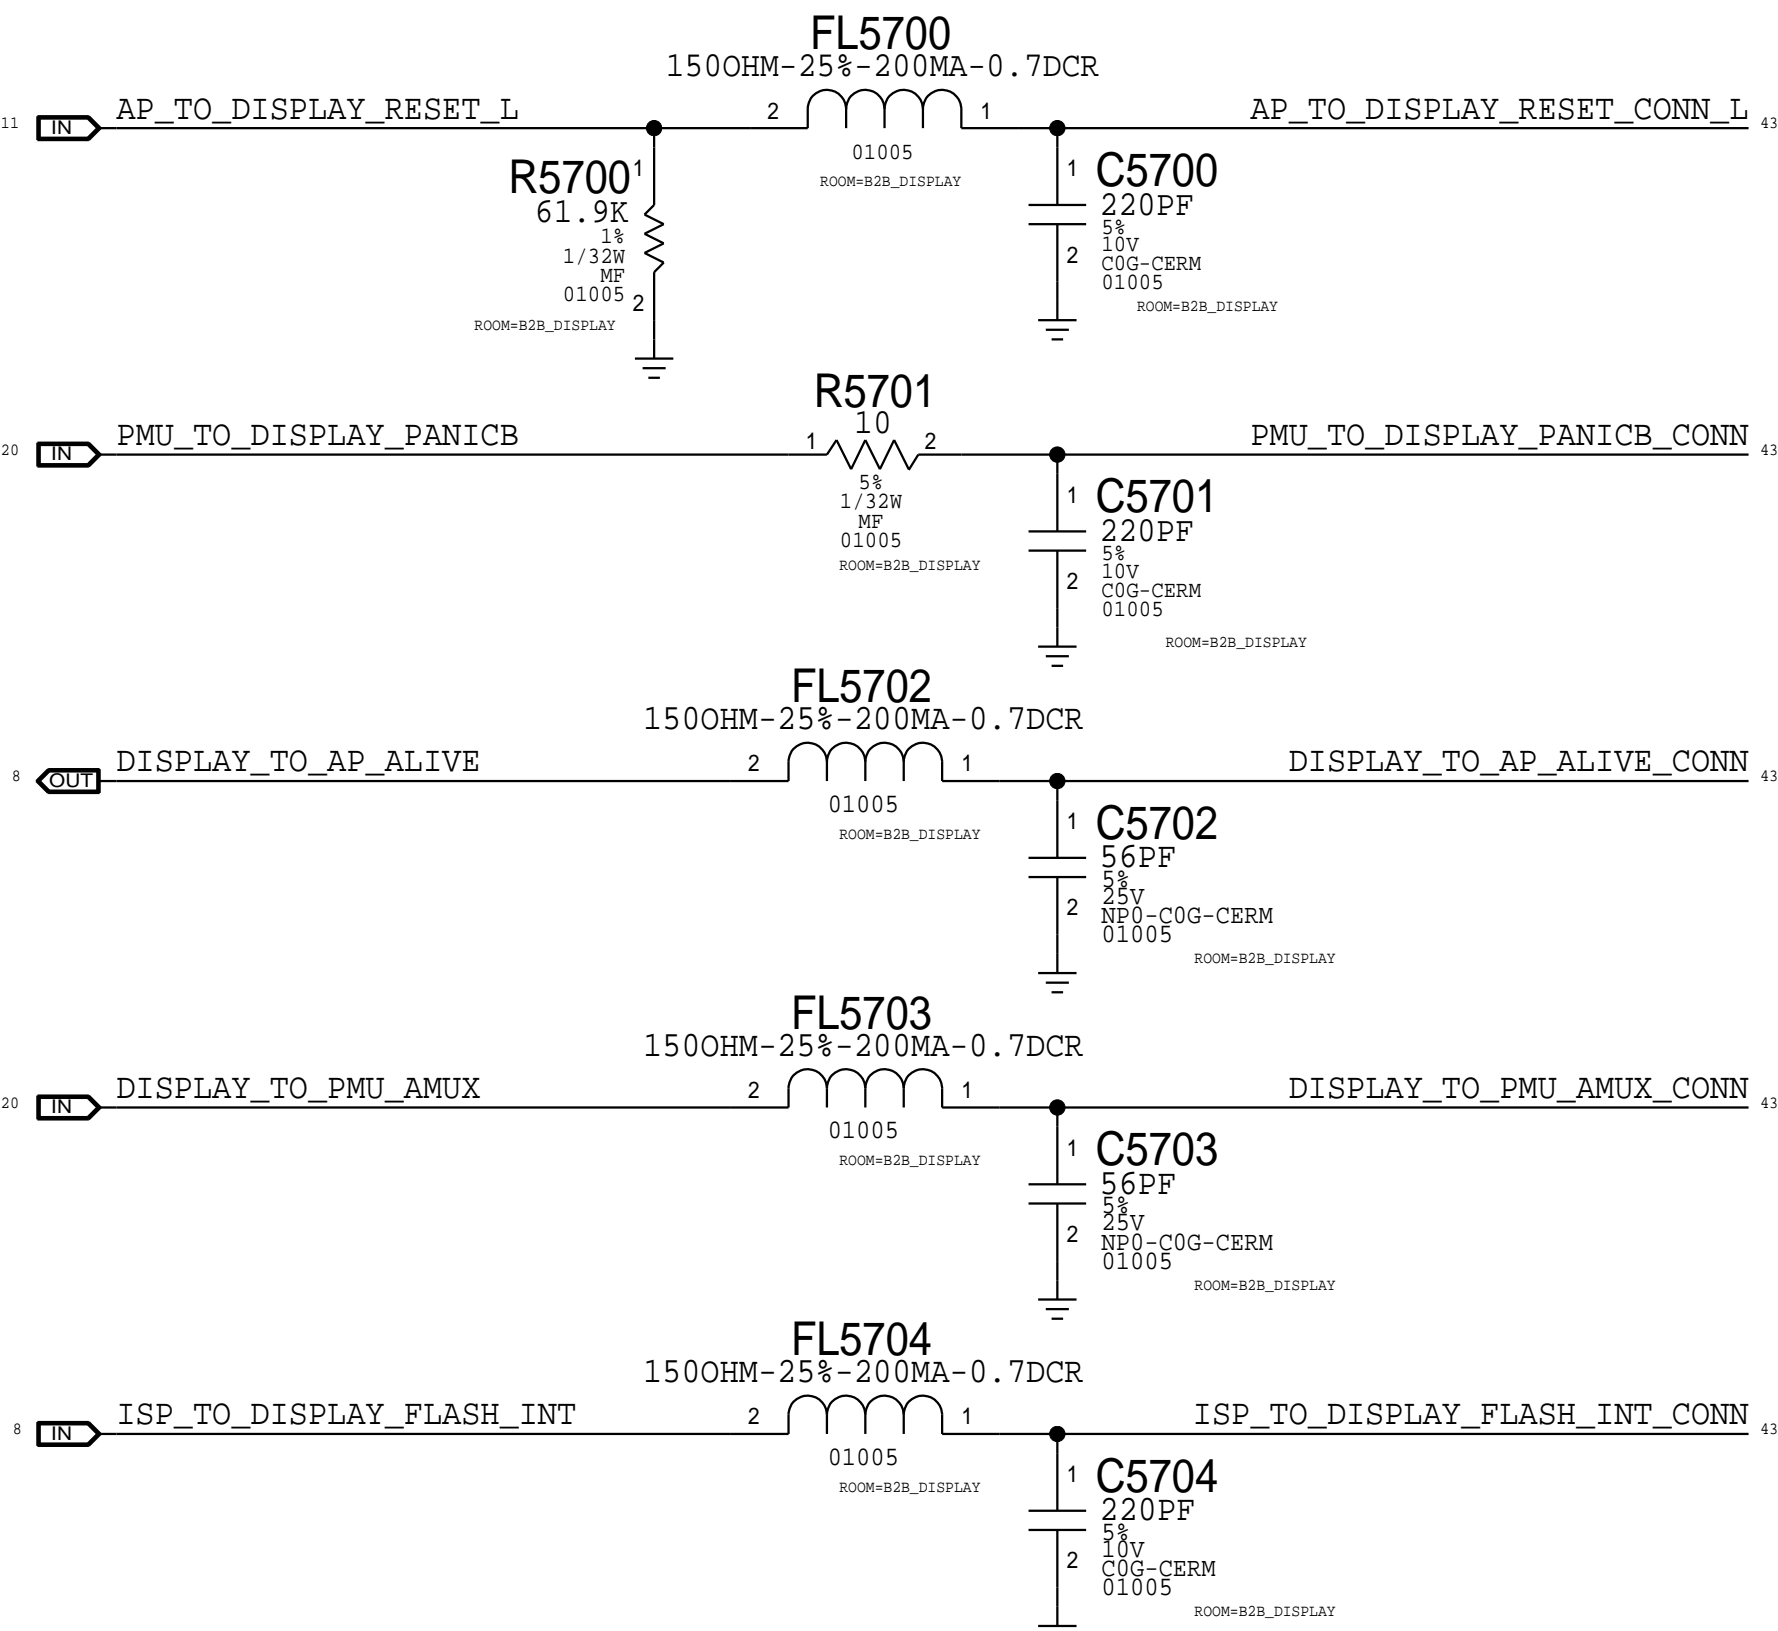 FL5700
150OHM-25%-200MA-0.7DCR
11 IN AP_TO_DISPLAY_RESET_L 2 1 AP_TO_DISPLAY_RESET_CONN_L 43
01005
ROOM=B2B_DISPLAY
R5700 1
61.9K
1%
1/32W
MF
01005 2
ROOM=B2B_DISPLAY
1 C5700
220PF
5%
10V
2 C0G-CERM
01005
ROOM=B2B_DISPLAY
R5701
10
20 IN PMU_TO_DISPLAY_PANICB 1 2 PMU_TO_DISPLAY_PANICB_CONN 43
5%
1/32W
MF
01005
ROOM=B2B_DISPLAY
1 C5701
220PF
5%
10V
2 C0G-CERM
01005
ROOM=B2B_DISPLAY
FL5702
150OHM-25%-200MA-0.7DCR
8 OUT DISPLAY_TO_AP_ALIVE 2 1 DISPLAY_TO_AP_ALIVE_CONN 43
01005
ROOM=B2B_DISPLAY
1 C5702
56PF
5%
25V
2 NP0-C0G-CERM
01005
ROOM=B2B_DISPLAY
FL5703
150OHM-25%-200MA-0.7DCR
20 IN DISPLAY_TO_PMU_AMUX 2 1 DISPLAY_TO_PMU_AMUX_CONN 43
01005
ROOM=B2B_DISPLAY
1 C5703
56PF
5%
25V
2 NP0-C0G-CERM
01005
ROOM=B2B_DISPLAY
FL5704
150OHM-25%-200MA-0.7DCR
8 IN ISP_TO_DISPLAY_FLASH_INT 2 1 ISP_TO_DISPLAY_FLASH_INT_CONN 43
01005
ROOM=B2B_DISPLAY
1 C5704
220PF
5%
10V
2 C0G-CERM
01005
ROOM=B2B_DISPLAY